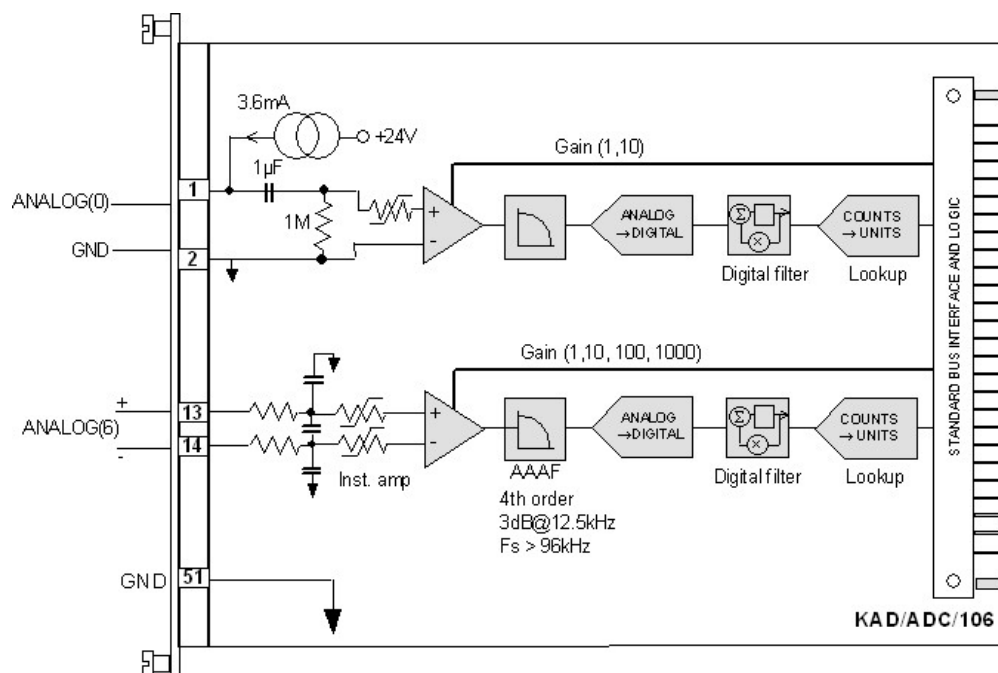 3.6mA
+24V
1µF
Gain (1,10)
ANALOG(0)
1
1M
+
-
ANALOG
→DIGITAL
Σ
×
COUNTS
→UNITS
GND
2
Digital filter
Lookup
STANDARD BUS INTERFACE AND LOGIC
Gain (1,10, 100, 1000)
+
13
ANALOG(6)
14
-
+
-
ANALOG
→DIGITAL
Σ
×
COUNTS
→UNITS
Inst. amp
AAAF
4th order
3dB@12.5kHz
Fs > 96kHz
Digital filter
Lookup
GND
51
KAD/ADC/106